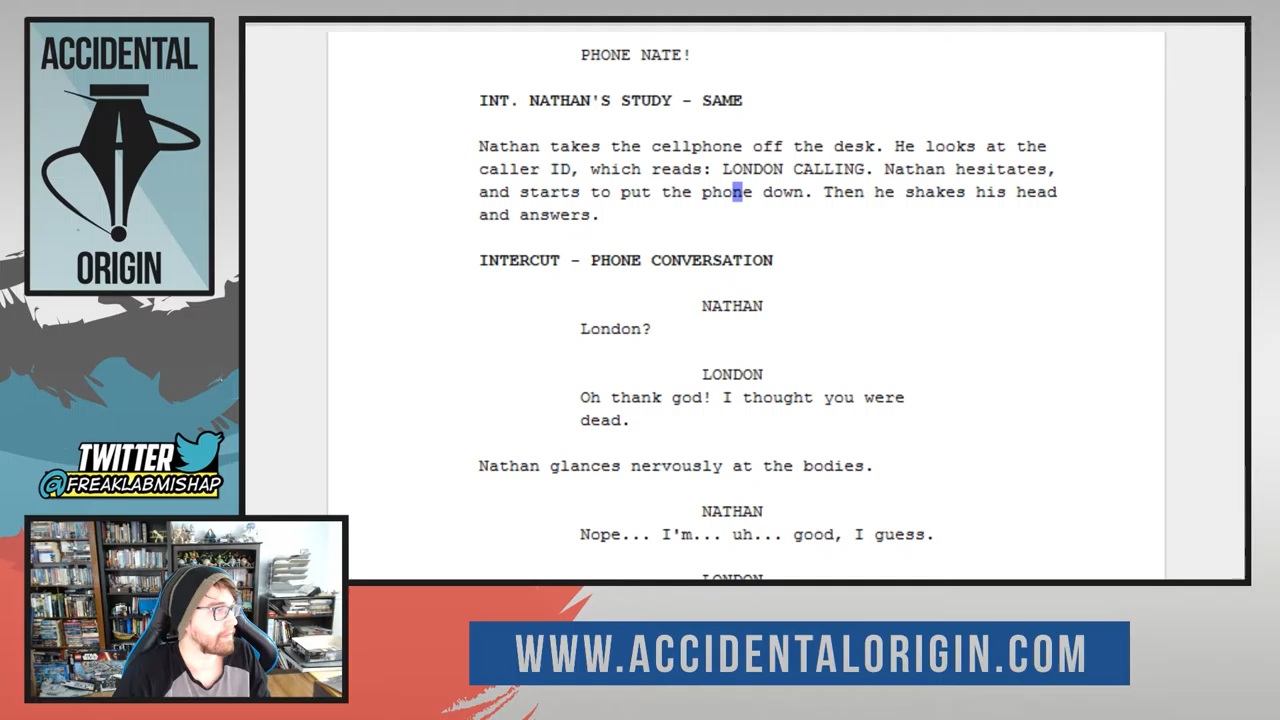 ACCIDENTAL
ORIGIN
TWITTER
@FREAKLABMISHAP
PHONE NATE!
INT. NATHAN'S STUDY - SAME
Nathan takes the cellphone off the desk. He looks at the
caller ID, which reads: LONDON CALLING. Nathan hesitates,
and starts to put the phone down. Then he shakes his head
and answers.
INTERCUT - PHONE CONVERSATION
NATHAN
London?
LONDON
Oh thank god! I thought you were
dead.
Nathan glances nervously at the bodies.
NATHAN
Nope... I'm... uh... good, I guess.
LONDON
WWW.ACCIDENTALORIGIN.COM